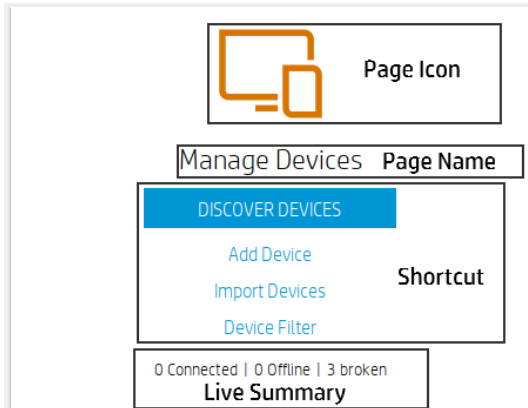 Page Icon
Manage Devices Page Name
DISCOVER DEVICES
Add Device
Import Devices
Shortcut
Device Filter
0 Connected | 0 Offline | 3 broken
Live Summary